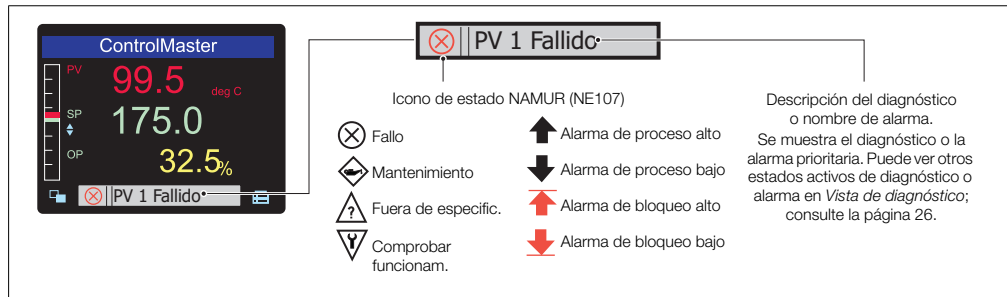 ControlMaster
PV
99.5
deg C
SP
175.0
OP
32.5%
PV 1 Fallido
PV 1 Fallido
Icono de estado NAMUR (NE107)
Fallo
Mantenimiento
?
Fuera de especific.
Comprobar
funcionam.
Alarma de proceso alto
Alarma de proceso bajo
Alarma de bloqueo alto
Alarma de bloqueo bajo
Descripción del diagnóstico
o nombre de alarma.
Se muestra el diagnóstico o la
alarma prioritaria. Puede ver otros
estados activos de diagnóstico o
alarma en Vista de diagnóstico;
consulte la página 26.